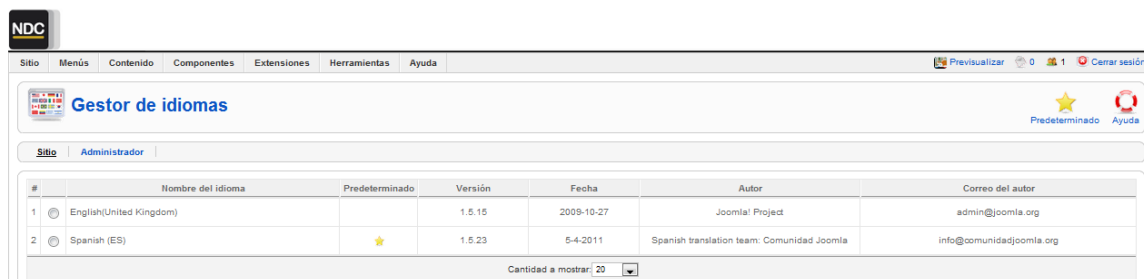 NDC
Sitio Menús Contenido Componentes Extensiones Herramientas Ayuda Previsualizar 0 1 Cerrar sesión
Gestor de idiomas
Predeterminado Ayuda
Sitio Administrador
# Nombre del idioma Predeterminado Versión Fecha Autor Correo del autor
1 English(United Kingdom) 1.5.15 2009-10-27 Joomla! Project admin@joomla.org
2 Spanish (ES) 1.5.23 5-4-2011 Spanish translation team: Comunidad Joomla info@comunidadjoomla.org
Cantidad a mostrar: 20